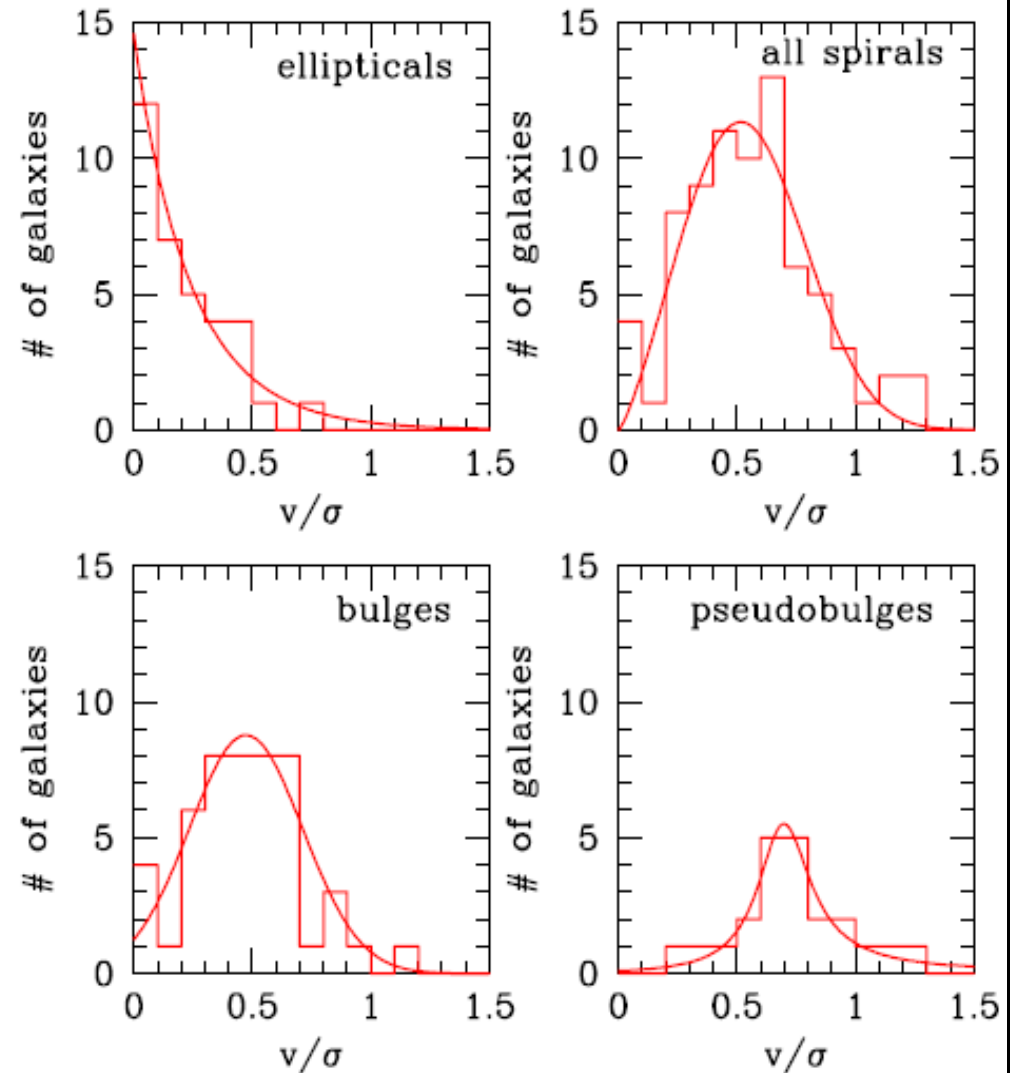 15
10
5
0
# of galaxies
ellipticals
0 0.5 1 1.5
v/σ
15
10
5
0
# of galaxies
all spirals
0 0.5 1 1.5
v/σ
15
10
5
0
# of galaxies
bulges
0 0.5 1 1.5
v/σ
15
10
5
0
# of galaxies
pseudobulges
0 0.5 1 1.5
v/σ